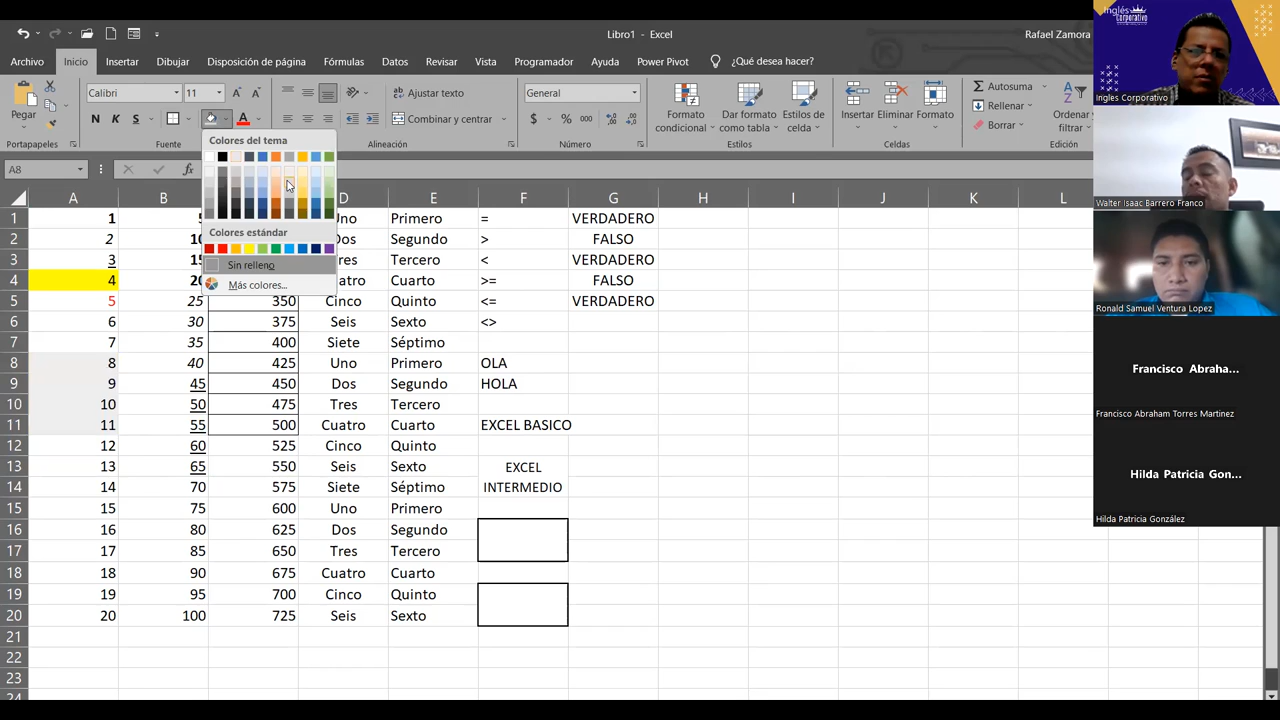 Libro1 - Excel
Rafael Zamora
Archivo Inicio Insertar Dibujar Disposición de página Fórmulas Datos Revisar Vista Programador Ayuda Power Pivot ¿Qué desea hacer?
Pegar
Calibri 11
N K S
Ajustar texto
Combinar y centrar
General
$ % 000
Formato condicional
Dar formato como tabla
Estilos de celda
Insertar Eliminar Formato
Autosuma
Rellenar
Borrar
Ordenar y filtrar
Portapapeles Fuente Alineación Número Estilos Celdas
Colores del tema
Colores estándar
Sin relleno
Más colores...
A8 fx
A B D E F G H I J K L
1 1 5 Uno Primero = VERDADERO
2 2 10 Dos Segundo > FALSO
3 3 15 Tres Tercero < VERDADERO
4 4 20 Cuatro Cuarto >= FALSO
5 5 25 350 Cinco Quinto <= VERDADERO
6 6 30 375 Seis Sexto <>
7 7 35 400 Siete Séptimo
8 8 40 425 Uno Primero OLA
9 9 45 450 Dos Segundo HOLA
10 10 50 475 Tres Tercero
11 11 55 500 Cuatro Cuarto EXCEL BASICO
12 12 60 525 Cinco Quinto
13 13 65 550 Seis Sexto EXCEL
14 14 70 575 Siete Séptimo INTERMEDIO
15 15 75 600 Uno Primero
16 16 80 625 Dos Segundo
17 17 85 650 Tres Tercero
18 18 90 675 Cuatro Cuarto
19 19 95 700 Cinco Quinto
20 20 100 725 Seis Sexto
21
22
23
24
Inglés
Corporativo
Ingles Corporativo
Walter Isaac Barrero Franco
Ronald Samuel Ventura Lopez
Francisco Abraha...
Francisco Abraham Torres Martinez
Hilda Patricia Gon...
Hilda Patricia González